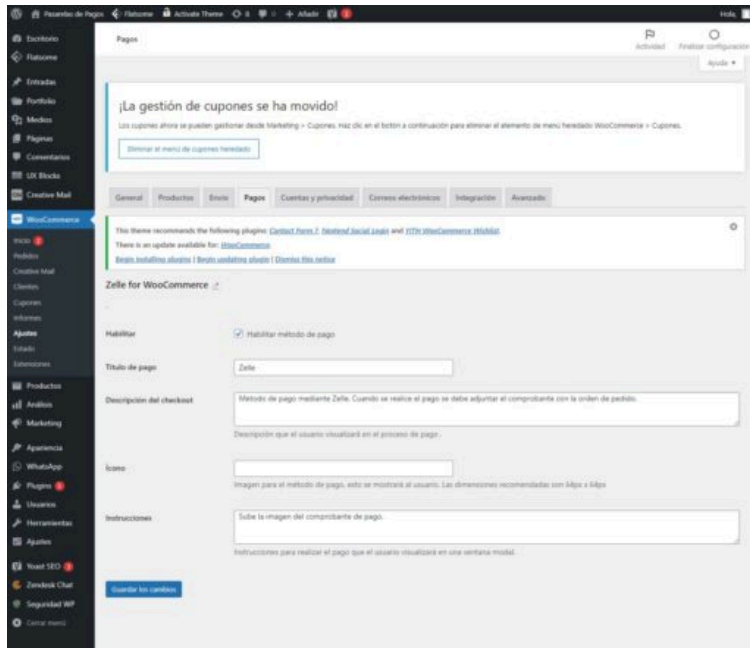 Pasarelas de Pagos Flatsome Activate Theme 8 Añadir
Hola,
Escritorio
Flatsome
Entradas
Portfolio
Medios
Páginas
Comentarios
UX Blocks
Creative Mail
WooCommerce
Inicio
Pedidos
Creative Mail
Clientes
Cupones
Informes
Ajustes
Estado
Extensiones
Productos
Análisis
Marketing
Apariencia
WhatsApp
Plugins
Usuarios
Herramientas
Ajustes
Yoast SEO
Zendesk Chat
Seguridad WP
Cerrar menú
Pagos
Actividad
Finalizar configuración
Ayuda
¡La gestión de cupones se ha movido!
Los cupones ahora se pueden gestionar desde Marketing > Cupones. Haz clic en el botón a continuación para eliminar el elemento de menú heredado WooCommerce > Cupones.
Eliminar el menú de cupones heredado
General Productos Envío Pagos Cuentas y privacidad Correos electrónicos Integración Avanzado
This theme recommends the following plugins: Contact Form 7, Nextend Social Login and YITH WooCommerce Wishlist.
There is an update available for: WooCommerce.
Begin installing plugins | Begin updating plugin | Dismiss this notice
Zelle for WooCommerce
Habilitar
Habilitar método de pago
Título de pago
Zelle
Descripción del checkout
Metodo de pago mediante Zelle. Cuando se realice el pago se debe adjuntar el comprobante con la orden de pedido.
Descripción que el usuario visualizará en el proceso de pago .
Ícono
Imagen para el método de pago, esto se mostrará al usuario. Las dimensiones recomendadas son 64px x 64px
Instrucciones
Sube la imagen del comprobante de pago.
Instrucciones para realizar el pago que el usuario visualizará en una ventana modal.
Guardar los cambios